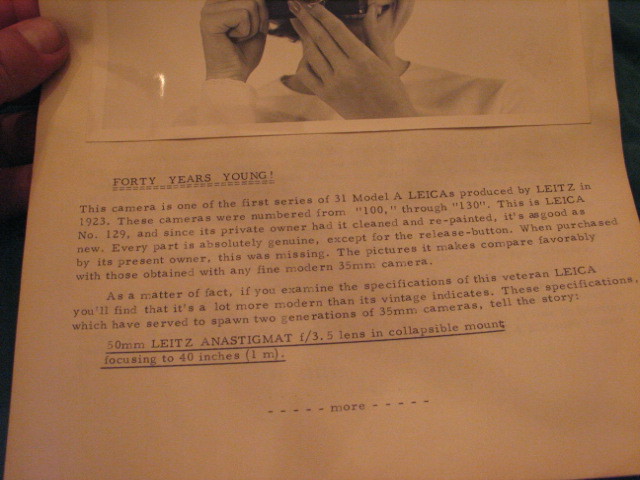 FORTY YEARS YOUNG!
This camera is one of the first series of 31 Model A LEICAs produced by LEITZ in
1923. These cameras were numbered from "100," through "130". This is LEICA
No. 129, and since its private owner had it cleaned and re-painted, it's as good as
new. Every part is absolutely genuine, except for the release-button. When purchased
by its present owner, this was missing. The pictures it makes compare favorably
with those obtained with any fine modern 35mm camera.
As a matter of fact, if you examine the specifications of this veteran LEICA
you'll find that it's a lot more modern than its vintage indicates. These specifications,
which have served to spawn two generations of 35mm cameras, tell the story:
50mm LEITZ ANASTIGMAT f/3.5 lens in collapsible mount;
focusing to 40 inches (1 m).
- - - - - more - - - - -